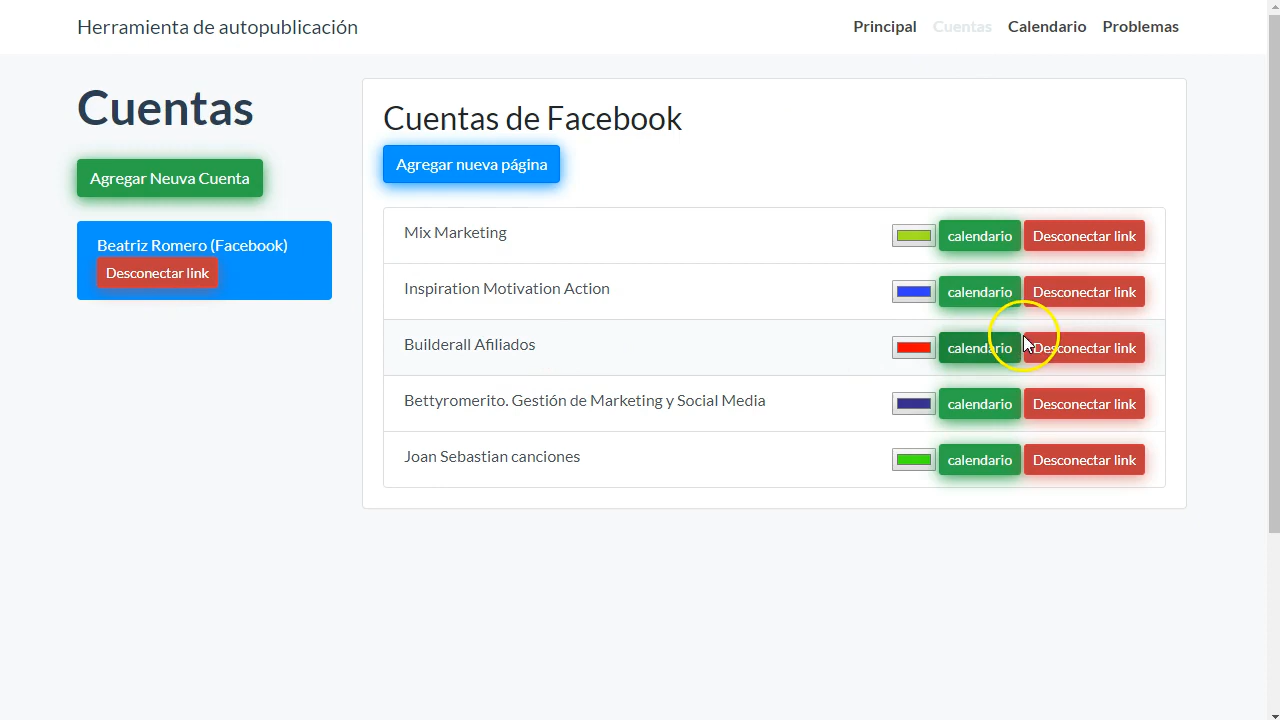 Herramienta de autopublicación
Principal Cuentas Calendario Problemas
Cuentas
Agregar Neuva Cuenta
Beatriz Romero (Facebook)
Desconectar link
Cuentas de Facebook
Agregar nueva página
Mix Marketing calendario Desconectar link
Inspiration Motivation Action calendario Desconectar link
Builderall Afiliados calendario Desconectar link
Bettyromerito. Gestión de Marketing y Social Media calendario Desconectar link
Joan Sebastian canciones calendario Desconectar link